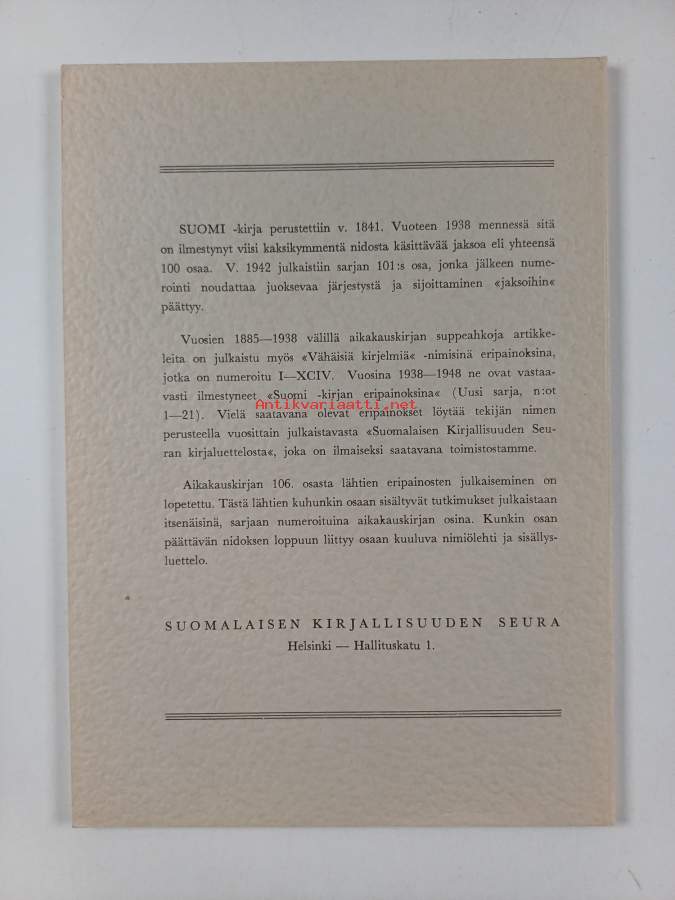 SUOMI -kirja perustettiin v. 1841. Vuoteen 1938 mennessä sitä
on ilmestynyt viisi kaksikymmentä nidosta käsittävää jaksoa eli yhteensä
100 osaa. V. 1942 julkaistiin sarjan 101:s osa, jonka jälkeen nume-
rointi noudattaa juoksevaa järjestystä ja sijoittaminen «jaksoihin«
päättyy.
Vuosien 1885—1938 välillä aikakauskirjan suppeahkoja artikke-
leita on julkaistu myös «Vähäisiä kirjelmiä« -nimisinä eripainoksina,
jotka on numeroitu I—XCIV. Vuosina 1938—1948 ne ovat vastaa-
vasti ilmestyneet «Suomi -kirjan eripainoksina« (Uusi sarja, n:ot
Antikvariaatti.net
1—21). Vielä saatavana olevat eripainokset löytää tekijän nimen
perusteella vuosittain julkaistavasta «Suomalaisen Kirjallisuuden Seu-
ran kirjaluettelosta«, joka on ilmaiseksi saatavana toimistostamme.
Aikakauskirjan 106. osasta lähtien eripainosten julkaiseminen on
lopetettu. Tästä lähtien kuhunkin osaan sisältyvät tutkimukset julkaistaan
itsenäisinä, sarjaan numeroituina aikakauskirjan osina. Kunkin osan
päättävän nidoksen loppuun liittyy osaan kuuluva nimiölehti ja sisällys-
luettelo.
SUOMALAISEN KIRJALLISUUDEN SEURA
Helsinki — Hallituskatu 1.